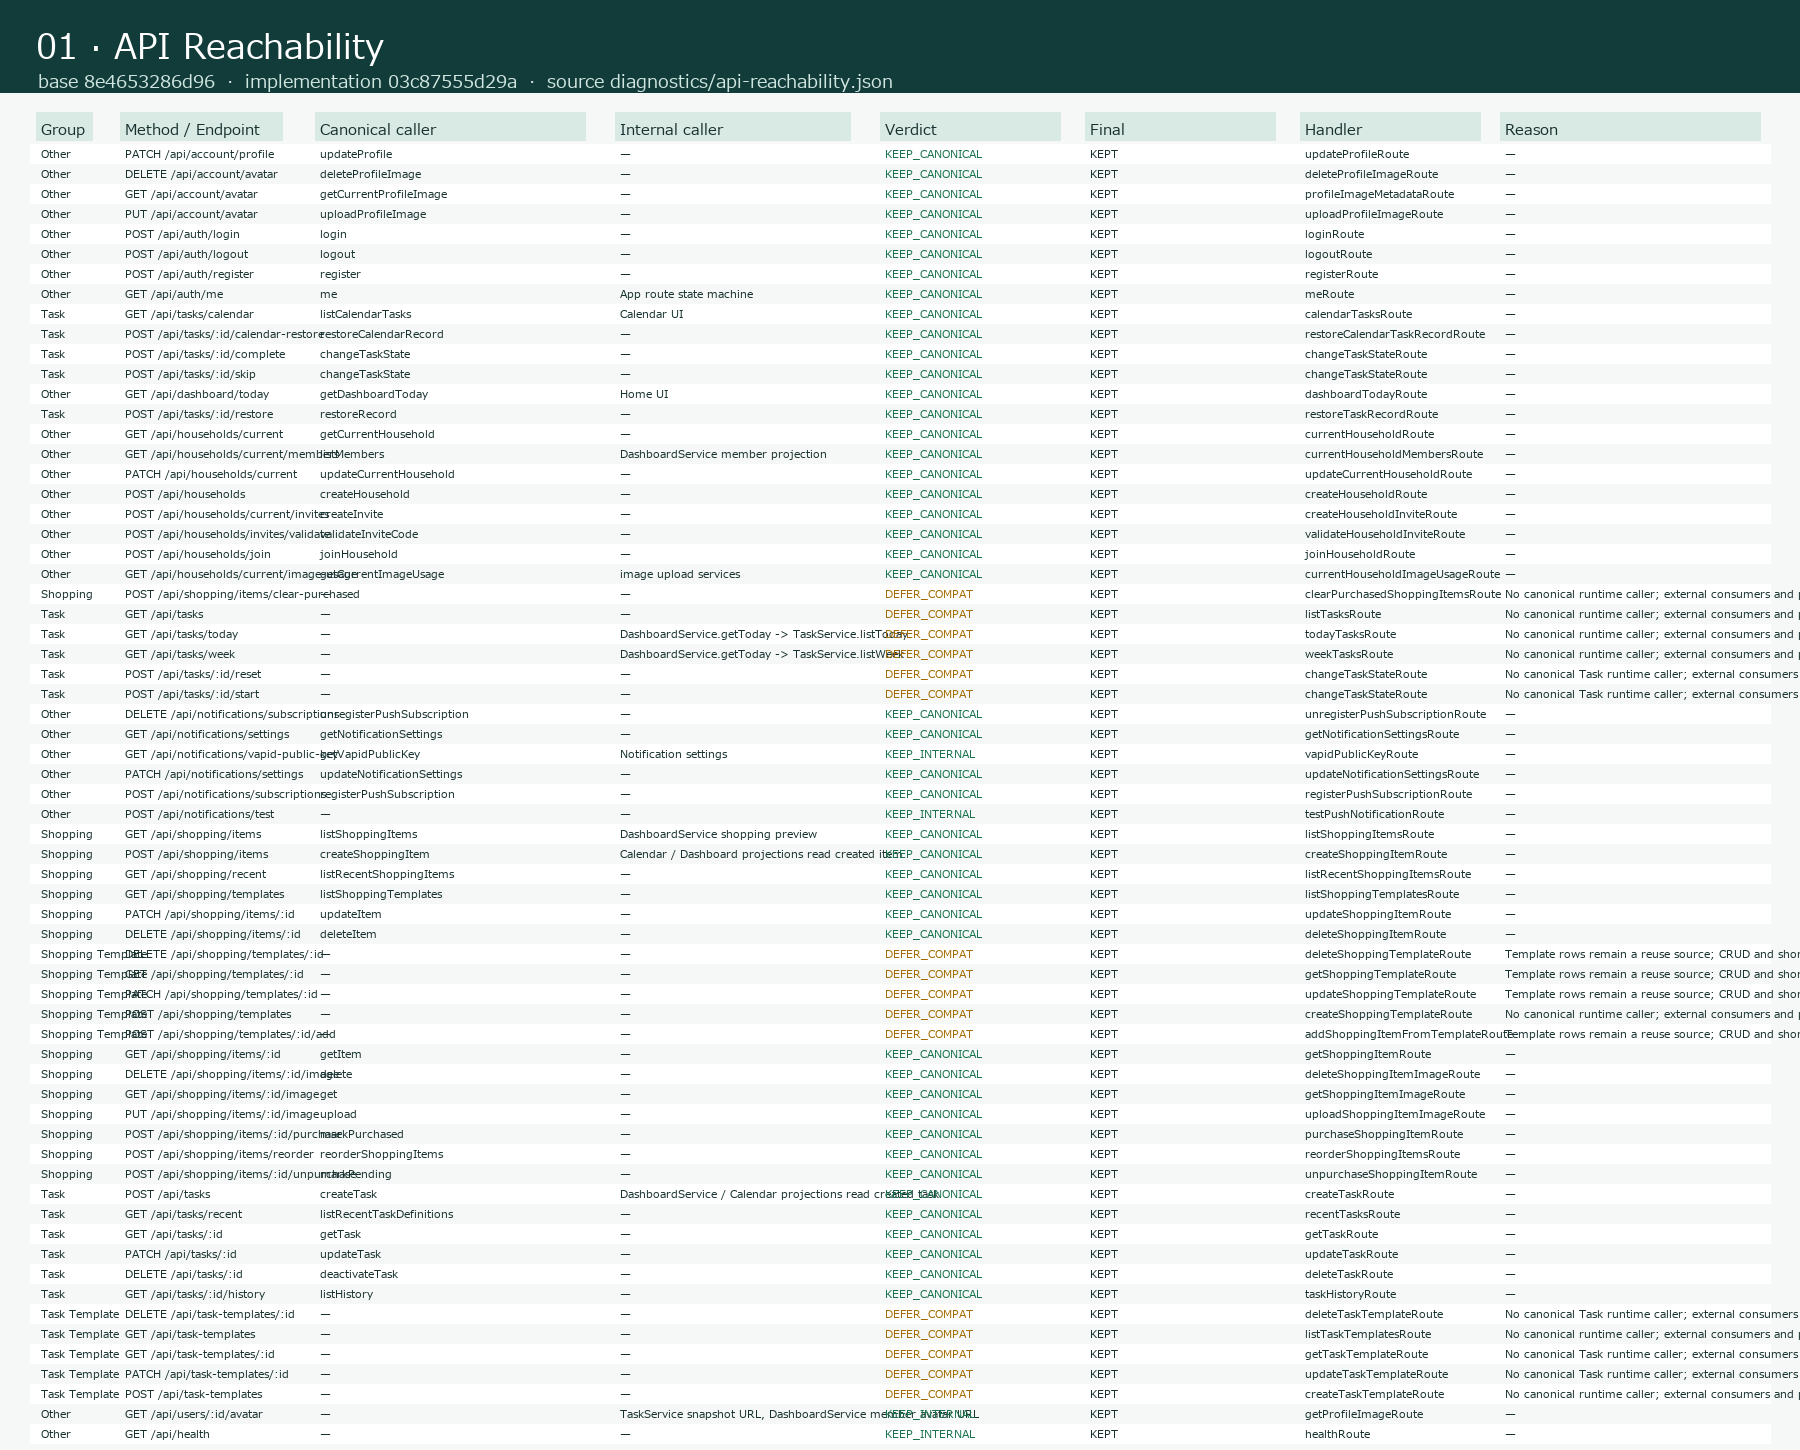 01 · API Reachability
base 8e4653286d96 · implementation 03c87555d29a · source diagnostics/api-reachability.json
Group Method / Endpoint Canonical caller Internal caller Verdict Final Handler Reason
Other PATCH /api/account/profile updateProfile — KEEP_CANONICAL KEPT updateProfileRoute —
Other DELETE /api/account/avatar deleteProfileImage — KEEP_CANONICAL KEPT deleteProfileImageRoute —
Other GET /api/account/avatar getCurrentProfileImage — KEEP_CANONICAL KEPT profileImageMetadataRoute —
Other PUT /api/account/avatar uploadProfileImage — KEEP_CANONICAL KEPT uploadProfileImageRoute —
Other POST /api/auth/login login — KEEP_CANONICAL KEPT loginRoute —
Other POST /api/auth/logout logout — KEEP_CANONICAL KEPT logoutRoute —
Other POST /api/auth/register register — KEEP_CANONICAL KEPT registerRoute —
Other GET /api/auth/me me App route state machine KEEP_CANONICAL KEPT meRoute —
Task GET /api/tasks/calendar listCalendarTasks Calendar UI KEEP_CANONICAL KEPT calendarTasksRoute —
Task POST /api/tasks/:id/calendar-restore restoreCalendarRecord — KEEP_CANONICAL KEPT restoreCalendarTaskRecordRoute —
Task POST /api/tasks/:id/complete changeTaskState — KEEP_CANONICAL KEPT changeTaskStateRoute —
Task POST /api/tasks/:id/skip changeTaskState — KEEP_CANONICAL KEPT changeTaskStateRoute —
Other GET /api/dashboard/today getDashboardToday Home UI KEEP_CANONICAL KEPT dashboardTodayRoute —
Task POST /api/tasks/:id/restore restoreRecord — KEEP_CANONICAL KEPT restoreTaskRecordRoute —
Other GET /api/households/current getCurrentHousehold — KEEP_CANONICAL KEPT currentHouseholdRoute —
Other GET /api/households/current/members listMembers DashboardService member projection KEEP_CANONICAL KEPT currentHouseholdMembersRoute —
Other PATCH /api/households/current updateCurrentHousehold — KEEP_CANONICAL KEPT updateCurrentHouseholdRoute —
Other POST /api/households createHousehold — KEEP_CANONICAL KEPT createHouseholdRoute —
Other POST /api/households/current/invites createInvite — KEEP_CANONICAL KEPT createHouseholdInviteRoute —
Other POST /api/households/invites/validate validateInviteCode — KEEP_CANONICAL KEPT validateHouseholdInviteRoute —
Other POST /api/households/join joinHousehold — KEEP_CANONICAL KEPT joinHouseholdRoute —
Other GET /api/households/current/image-usage getCurrentImageUsage image upload services KEEP_CANONICAL KEPT currentHouseholdImageUsageRoute —
Shopping POST /api/shopping/items/clear-purchased — — DEFER_COMPAT KEPT clearPurchasedShoppingItemsRoute No canonical runtime caller; external consumers and
Task GET /api/tasks — — DEFER_COMPAT KEPT listTasksRoute No canonical runtime caller; external consumers and
Task GET /api/tasks/today — DashboardService.getToday -> TaskService.listToday DEFER_COMPAT KEPT todayTasksRoute No canonical runtime caller; external consumers and
Task GET /api/tasks/week — DashboardService.getToday -> TaskService.listWeek DEFER_COMPAT KEPT weekTasksRoute No canonical runtime caller; external consumers and
Task POST /api/tasks/:id/reset — — DEFER_COMPAT KEPT changeTaskStateRoute No canonical Task runtime caller; external consumers
Task POST /api/tasks/:id/start — — DEFER_COMPAT KEPT changeTaskStateRoute No canonical Task runtime caller; external consumers
Other DELETE /api/notifications/subscriptions unregisterPushSubscription — KEEP_CANONICAL KEPT unregisterPushSubscriptionRoute —
Other GET /api/notifications/settings getNotificationSettings — KEEP_CANONICAL KEPT getNotificationSettingsRoute —
Other GET /api/notifications/vapid-public-key getVapidPublicKey Notification settings KEEP_INTERNAL KEPT vapidPublicKeyRoute —
Other PATCH /api/notifications/settings updateNotificationSettings — KEEP_CANONICAL KEPT updateNotificationSettingsRoute —
Other POST /api/notifications/subscriptions registerPushSubscription — KEEP_CANONICAL KEPT registerPushSubscriptionRoute —
Other POST /api/notifications/test — — KEEP_INTERNAL KEPT testPushNotificationRoute —
Shopping GET /api/shopping/items listShoppingItems DashboardService shopping preview KEEP_CANONICAL KEPT listShoppingItemsRoute —
Shopping POST /api/shopping/items createShoppingItem Calendar / Dashboard projections read created item KEEP_CANONICAL KEPT createShoppingItemRoute —
Shopping GET /api/shopping/recent listRecentShoppingItems — KEEP_CANONICAL KEPT listRecentShoppingItemsRoute —
Shopping GET /api/shopping/templates listShoppingTemplates — KEEP_CANONICAL KEPT listShoppingTemplatesRoute —
Shopping PATCH /api/shopping/items/:id updateItem — KEEP_CANONICAL KEPT updateShoppingItemRoute —
Shopping DELETE /api/shopping/items/:id deleteItem — KEEP_CANONICAL KEPT deleteShoppingItemRoute —
Shopping Template DELETE /api/shopping/templates/:id — — DEFER_COMPAT KEPT deleteShoppingTemplateRoute Template rows remain a reuse source; CRUD and
Shopping Template GET /api/shopping/templates/:id — — DEFER_COMPAT KEPT getShoppingTemplateRoute Template rows remain a reuse source; CRUD and
Shopping Template PATCH /api/shopping/templates/:id — — DEFER_COMPAT KEPT updateShoppingTemplateRoute Template rows remain a reuse source; CRUD and
Shopping Template POST /api/shopping/templates — — DEFER_COMPAT KEPT createShoppingTemplateRoute No canonical runtime caller; external consumers and
Shopping Template POST /api/shopping/templates/:id/add — — DEFER_COMPAT KEPT addShoppingItemFromTemplateRoute Template rows remain a reuse source; CRUD and
Shopping GET /api/shopping/items/:id getItem — KEEP_CANONICAL KEPT getShoppingItemRoute —
Shopping DELETE /api/shopping/items/:id/image delete — KEEP_CANONICAL KEPT deleteShoppingItemImageRoute —
Shopping GET /api/shopping/items/:id/image get — KEEP_CANONICAL KEPT getShoppingItemImageRoute —
Shopping PUT /api/shopping/items/:id/image upload — KEEP_CANONICAL KEPT uploadShoppingItemImageRoute —
Shopping POST /api/shopping/items/:id/purchase markPurchased — KEEP_CANONICAL KEPT purchaseShoppingItemRoute —
Shopping POST /api/shopping/items/reorder reorderShoppingItems — KEEP_CANONICAL KEPT reorderShoppingItemsRoute —
Shopping POST /api/shopping/items/:id/unpurchase markPending — KEEP_CANONICAL KEPT unpurchaseShoppingItemRoute —
Task POST /api/tasks createTask DashboardService / Calendar projections read created task KEEP_CANONICAL KEPT createTaskRoute —
Task GET /api/tasks/recent listRecentTaskDefinitions — KEEP_CANONICAL KEPT recentTasksRoute —
Task GET /api/tasks/:id getTask — KEEP_CANONICAL KEPT getTaskRoute —
Task PATCH /api/tasks/:id updateTask — KEEP_CANONICAL KEPT updateTaskRoute —
Task DELETE /api/tasks/:id deactivateTask — KEEP_CANONICAL KEPT deleteTaskRoute —
Task GET /api/tasks/:id/history listHistory — KEEP_CANONICAL KEPT taskHistoryRoute —
Task Template DELETE /api/task-templates/:id — — DEFER_COMPAT KEPT deleteTaskTemplateRoute No canonical Task runtime caller; external consumers
Task Template GET /api/task-templates — — DEFER_COMPAT KEPT listTaskTemplatesRoute No canonical runtime caller; external consumers and
Task Template GET /api/task-templates/:id — — DEFER_COMPAT KEPT getTaskTemplateRoute No canonical Task runtime caller; external consumers
Task Template PATCH /api/task-templates/:id — — DEFER_COMPAT KEPT updateTaskTemplateRoute No canonical Task runtime caller; external consumers
Task Template POST /api/task-templates — — DEFER_COMPAT KEPT createTaskTemplateRoute No canonical runtime caller; external consumers and
Other GET /api/users/:id/avatar — TaskService snapshot URL, DashboardService member avatar URL KEEP_INTERNAL KEPT getProfileImageRoute —
Other GET /api/health — — KEEP_INTERNAL KEPT healthRoute —